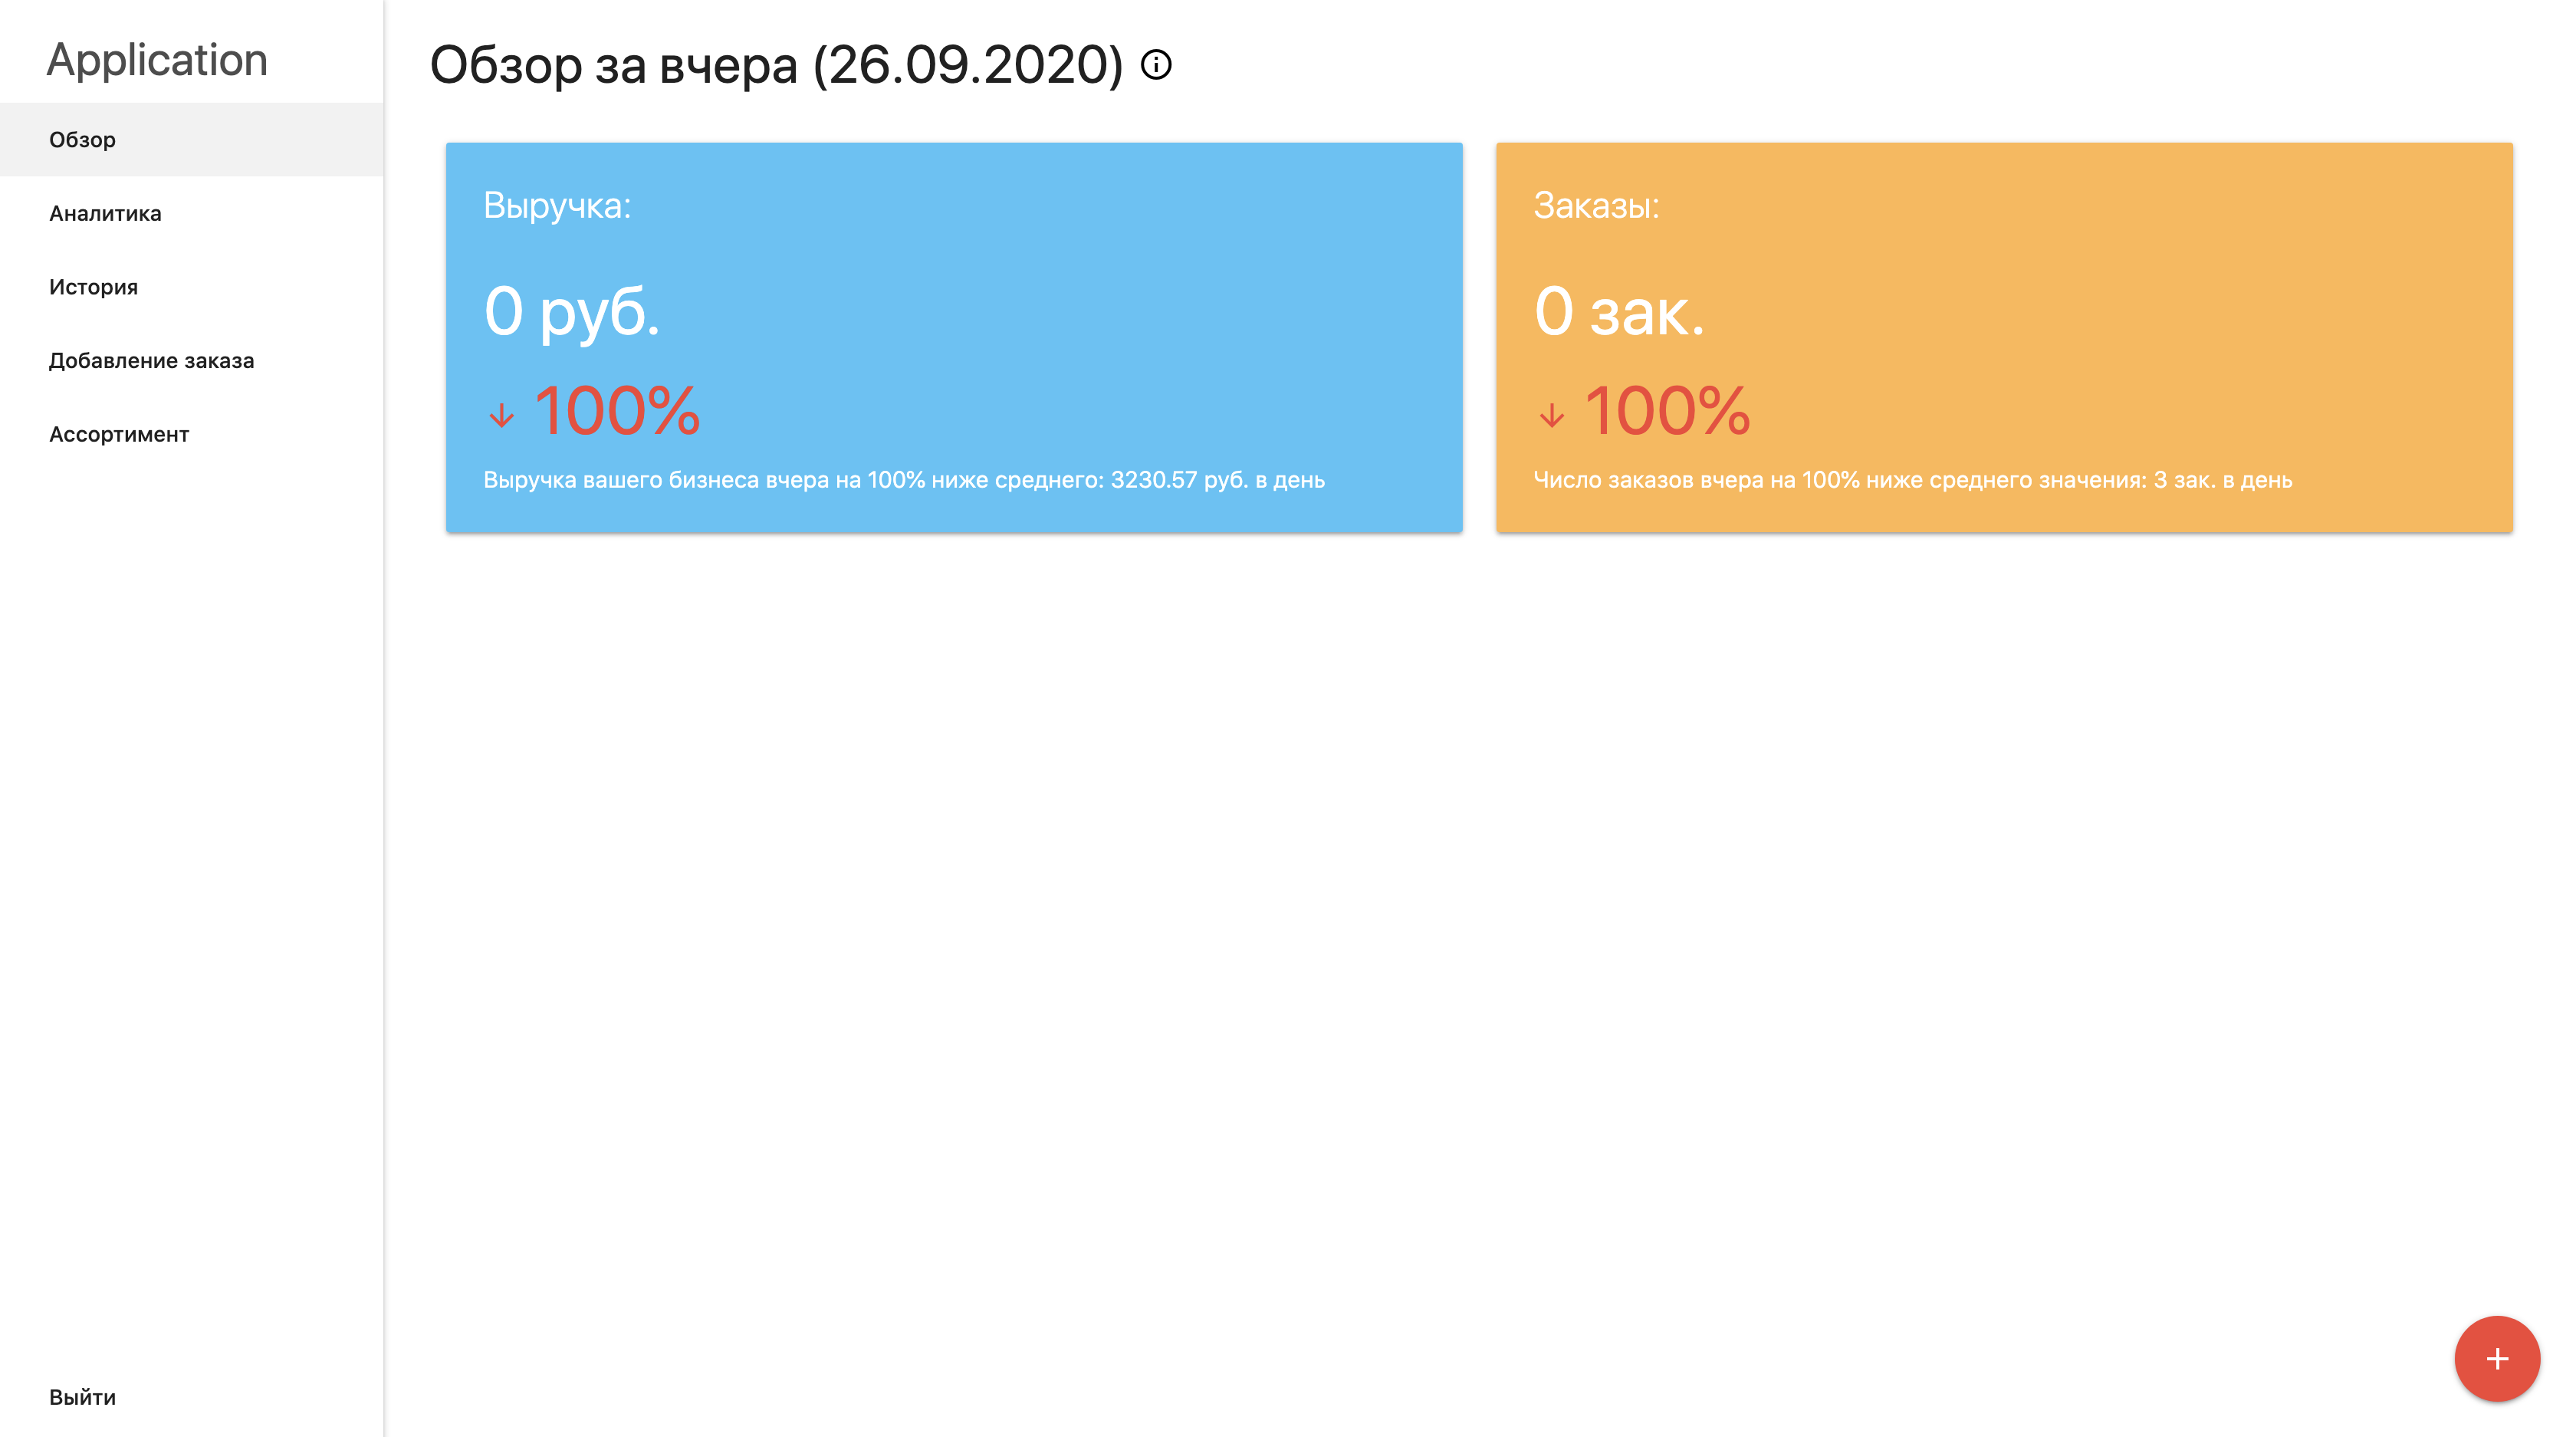 Application
Обзор
Аналитика
История
Добавление заказа
Ассортимент
Выйти
Обзор за вчера (26.09.2020)
Выручка:
0 руб.
↓ 100%
Выручка вашего бизнеса вчера на 100% ниже среднего: 3230.57 руб. в день
Заказы:
0 зак.
↓ 100%
Число заказов вчера на 100% ниже среднего значения: 3 зак. в день
+